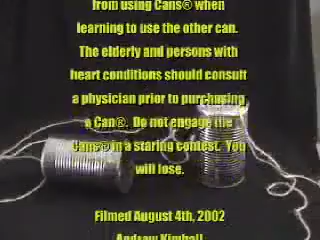 from using Cans® when
learning to use the other can.
The elderly and persons with
heart conditions should consult
a physician prior to purchasing
a Can®. Do not engage the
Cans® in a staring contest. You
will lose.
Filmed August 4th, 2002
Andrew Kimball